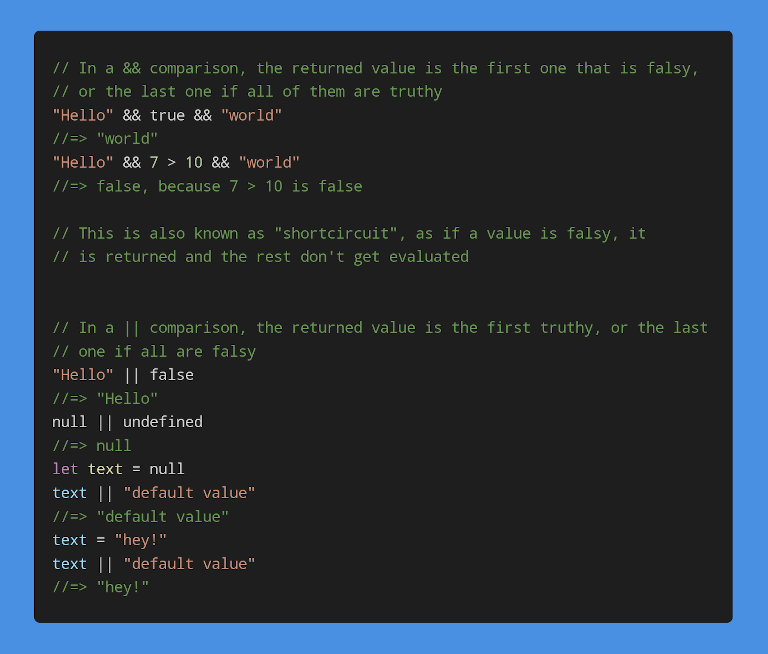 // In a && comparison, the returned value is the first one that is falsy,
// or the last one if all of them are truthy
"Hello" && true && "world"
//=> "world"
"Hello" && 7 > 10 && "world"
//=> false, because 7 > 10 is false
// This is also known as "shortcircuit", as if a value is falsy, it
// is returned and the rest don't get evaluated
// In a || comparison, the returned value is the first truthy, or the last
// one if all are falsy
"Hello" || false
//=> "Hello"
null || undefined
//=> null
let text = null
text || "default value"
//=> "default value"
text = "hey!"
text || "default value"
//=> "hey!"